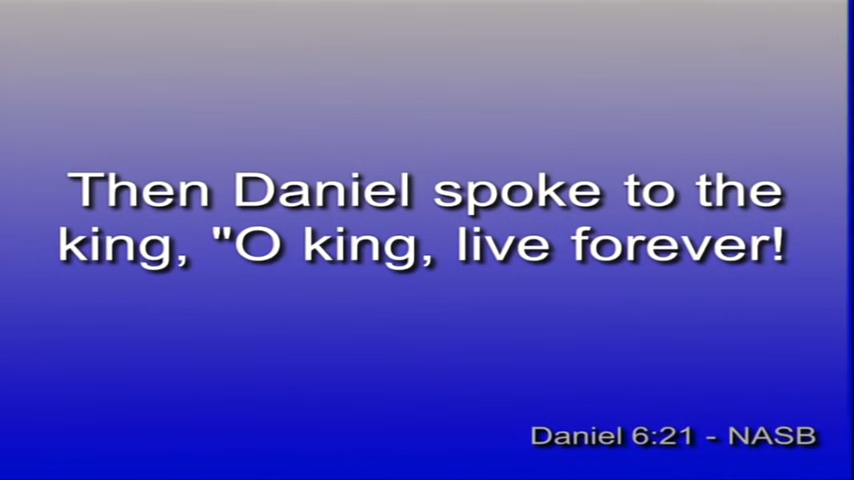 Then Daniel spoke to the
king, "O king, live forever!
Daniel 6:21 - NASB